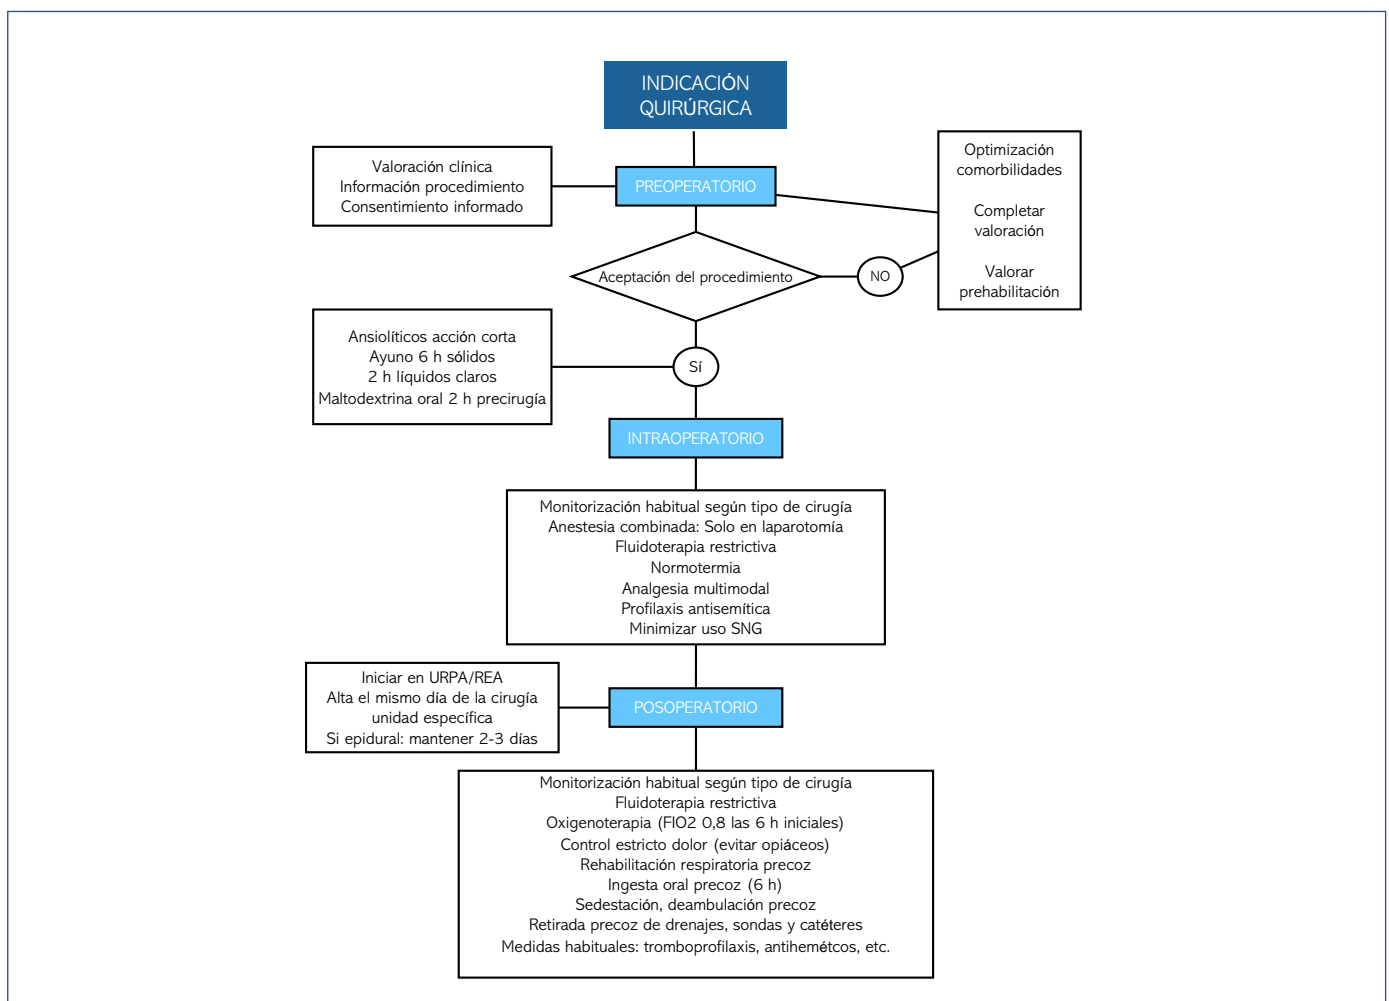 INDICACIÓN
QUIRÚRGICA
Valoración clínica
Información procedimiento
Consentimiento informado
PREOPERATORIO
Optimización
comorbilidades
Completar
valoración
Valorar
prehabilitación
Aceptación del procedimiento
NO
Ansiolíticos acción corta
Ayuno 6 h sólidos
2 h líquidos claros
Maltodextrina oral 2 h precirugía
Sí
INTRAOPERATORIO
Monitorización habitual según tipo de cirugía
Anestesia combinada: Solo en laparotomía
Fluidoterapia restrictiva
Normotermia
Analgesia multimodal
Profilaxis antisemítica
Minimizar uso SNG
Iniciar en URPA/REA
Alta el mismo día de la cirugía
unidad específica
Si epidural: mantener 2-3 días
POSOPERATORIO
Monitorización habitual según tipo de cirugía
Fluidoterapia restrictiva
Oxigenoterapia (FIO2 0,8 las 6 h iniciales)
Control estricto dolor (evitar opiáceos)
Rehabilitación respiratoria precoz
Ingesta oral precoz (6 h)
Sedestación, deambulación precoz
Retirada precoz de drenajes, sondas y catéteres
Medidas habituales: tromboprofilaxis, antihemétcos, etc.